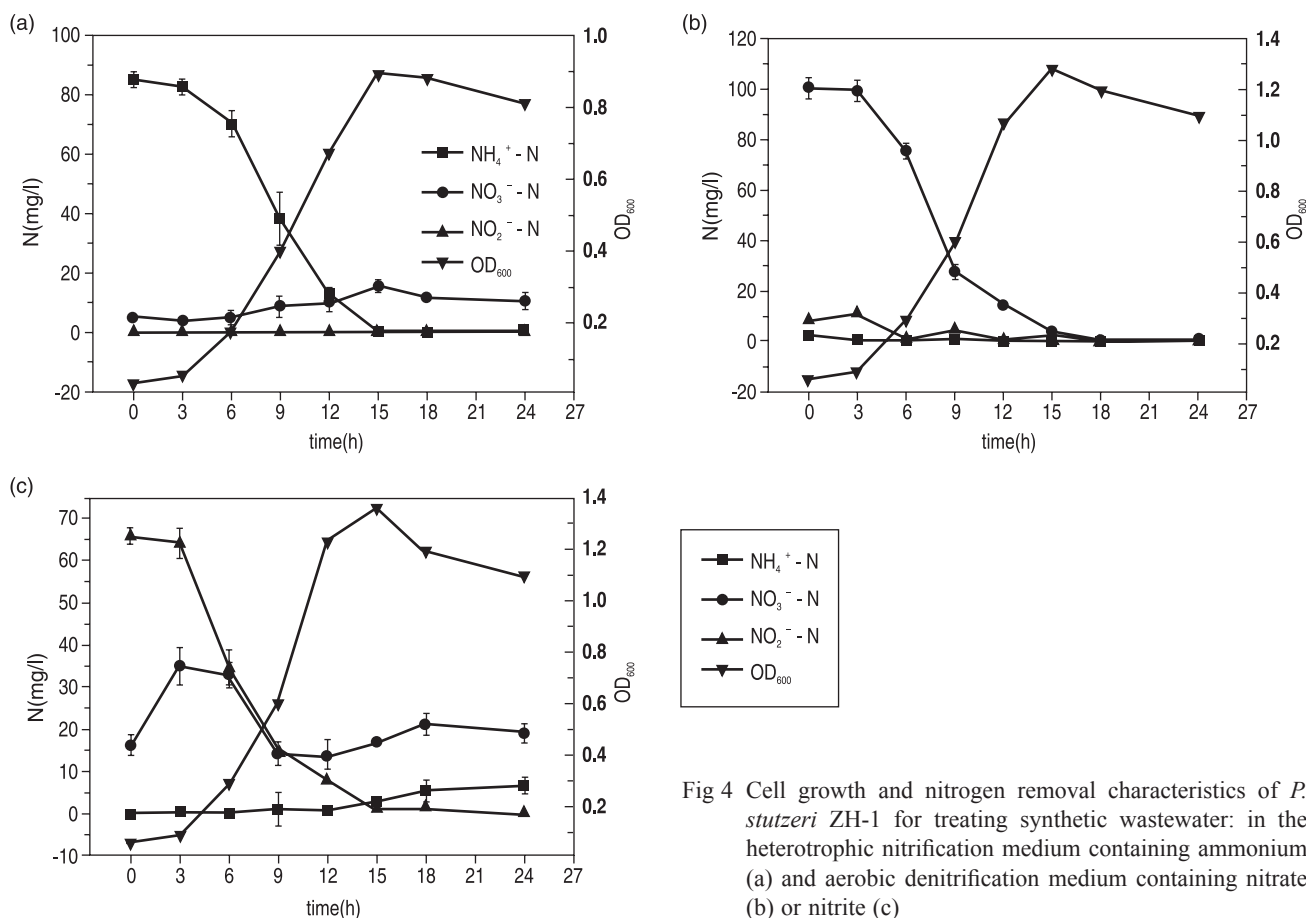 (a)
100
80
60
40
20
0
-20
N(mg/l)
1.0
0.8
0.6
0.4
0.2
OD600
NH4+ - N
NO3− - N
NO2− - N
OD600
0 3 6 9 12 15 18 21 24 27
time(h)
(b)
120
100
80
60
40
20
0
-20
N(mg/l)
1.4
1.2
1.0
0.8
0.6
0.4
0.2
OD600
0 3 6 9 12 15 18 21 24 27
time(h)
(c)
70
60
50
40
35
20
10
5
0
-10
N(mg/l)
1.4
1.2
1.0
0.8
0.6
0.4
0.2
OD600
0 3 6 9 12 15 18 21 24 27
time(h)
NH4+ - N
NO3− - N
NO2− - N
OD600
Fig 4 Cell growth and nitrogen removal characteristics of P.
stutzeri ZH-1 for treating synthetic wastewater: in the
heterotrophic nitrification medium containing ammonium
(a) and aerobic denitrification medium containing nitrate
(b) or nitrite (c)